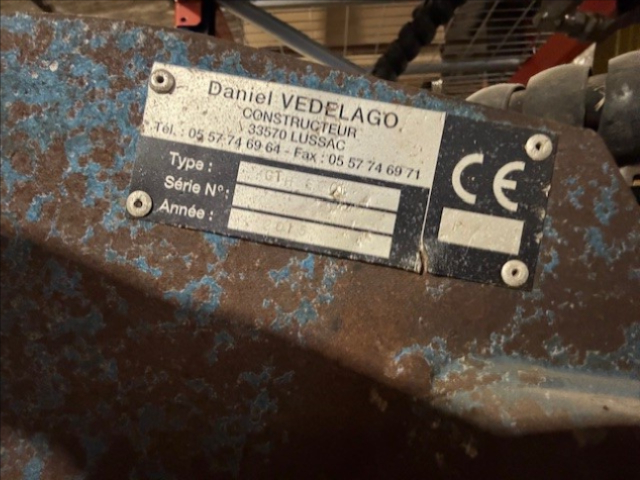 Daniel VEDELAGO
CONSTRUCTEUR
33570 LUSSAC
Tél. : 05 57 74 69 64 - Fax : 05 57 74 69 71
Type :
Série N° :
Année :
CE